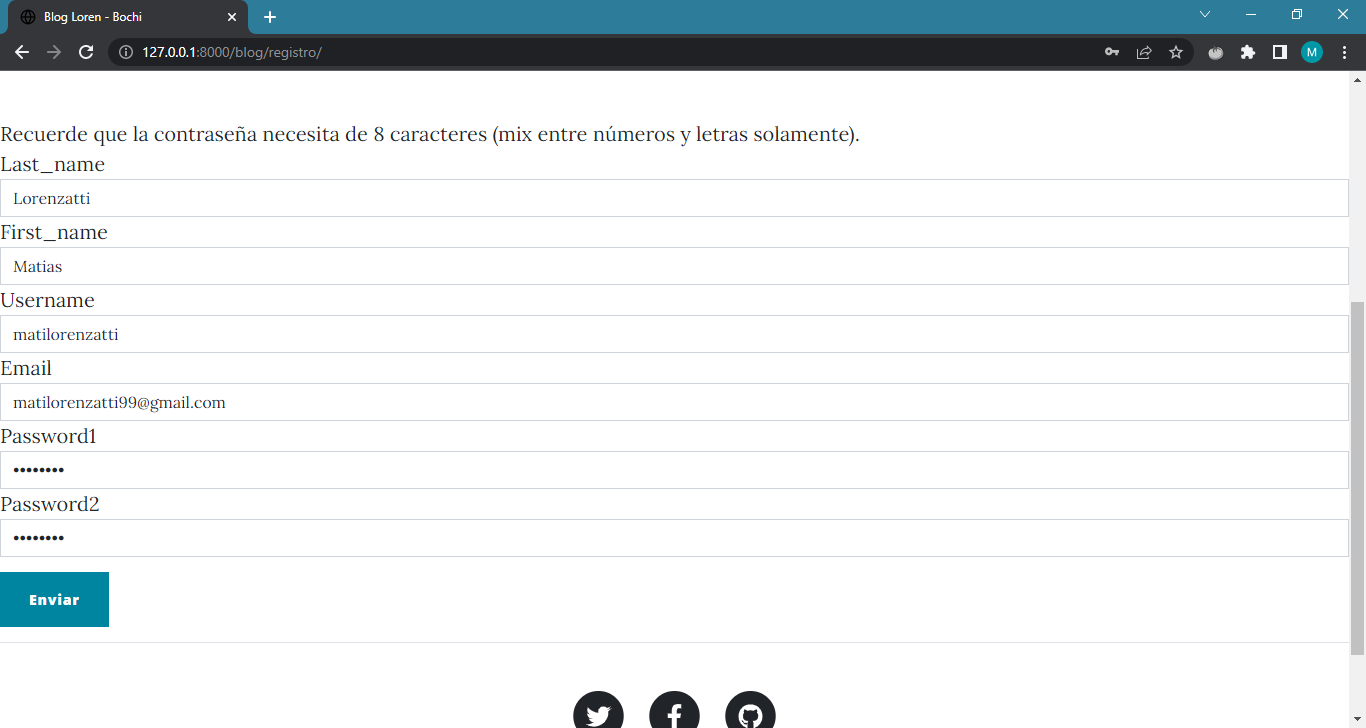 Blog Loren - Bochi
127.0.0.1:8000/blog/registro/
M
Recuerde que la contraseña necesita de 8 caracteres (mix entre números y letras solamente).
Last_name
Lorenzatti
First_name
Matias
Username
matilorenzatti
Email
matilorenzatti99@gmail.com
Password1
••••••••
Password2
••••••••
Enviar